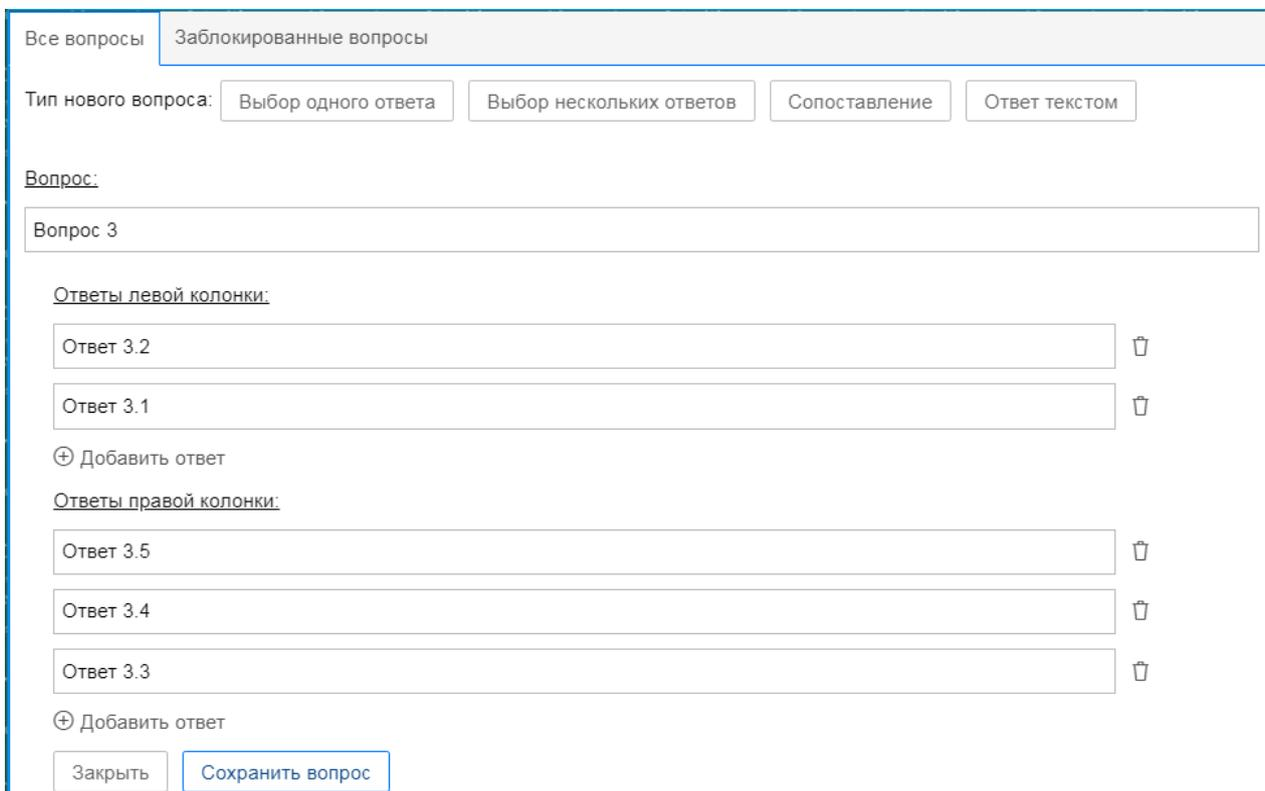 Все вопросы Заблокированные вопросы
Тип нового вопроса: Выбор одного ответа Выбор нескольких ответов Сопоставление Ответ текстом
Вопрос:
Вопрос 3
Ответы левой колонки:
Ответ 3.2
Ответ 3.1
Добавить ответ
Ответы правой колонки:
Ответ 3.5
Ответ 3.4
Ответ 3.3
Добавить ответ
Закрыть Сохранить вопрос